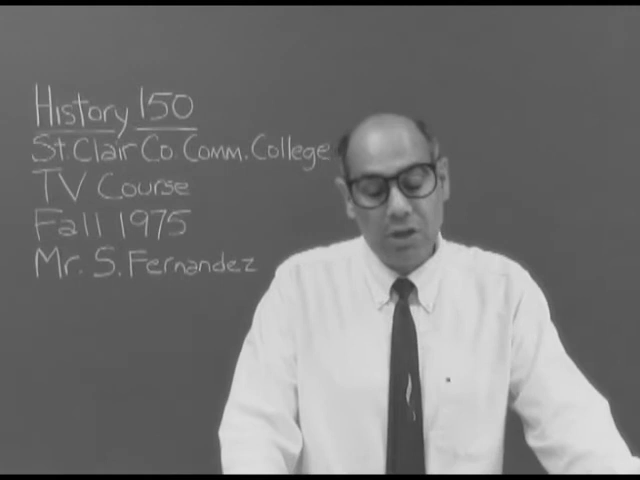 History 150
St. Clair Co. Comm. College
TV Course
Fall 1975
Mr. S. Fernandez